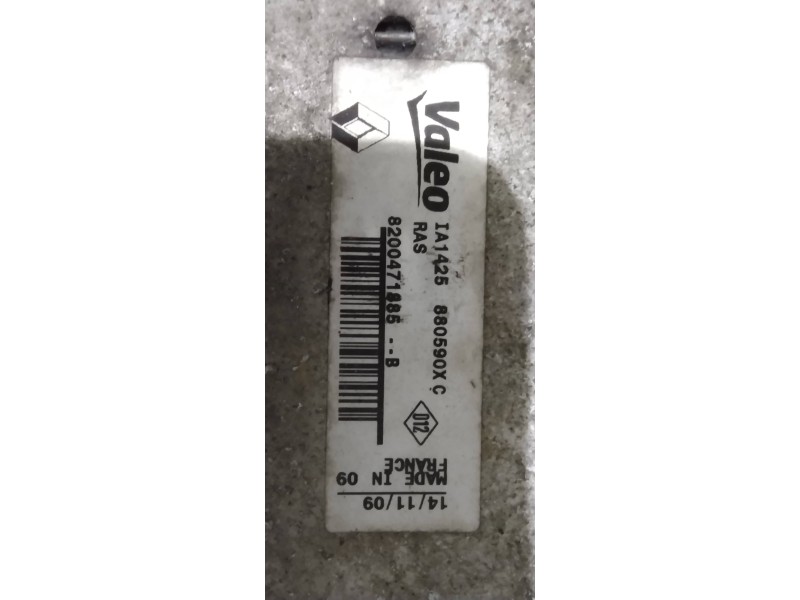 Valeo
IA1425 880590X C
RAS
8200471885 --B
D12
MADE IN 09
FRANCE
14/11/09